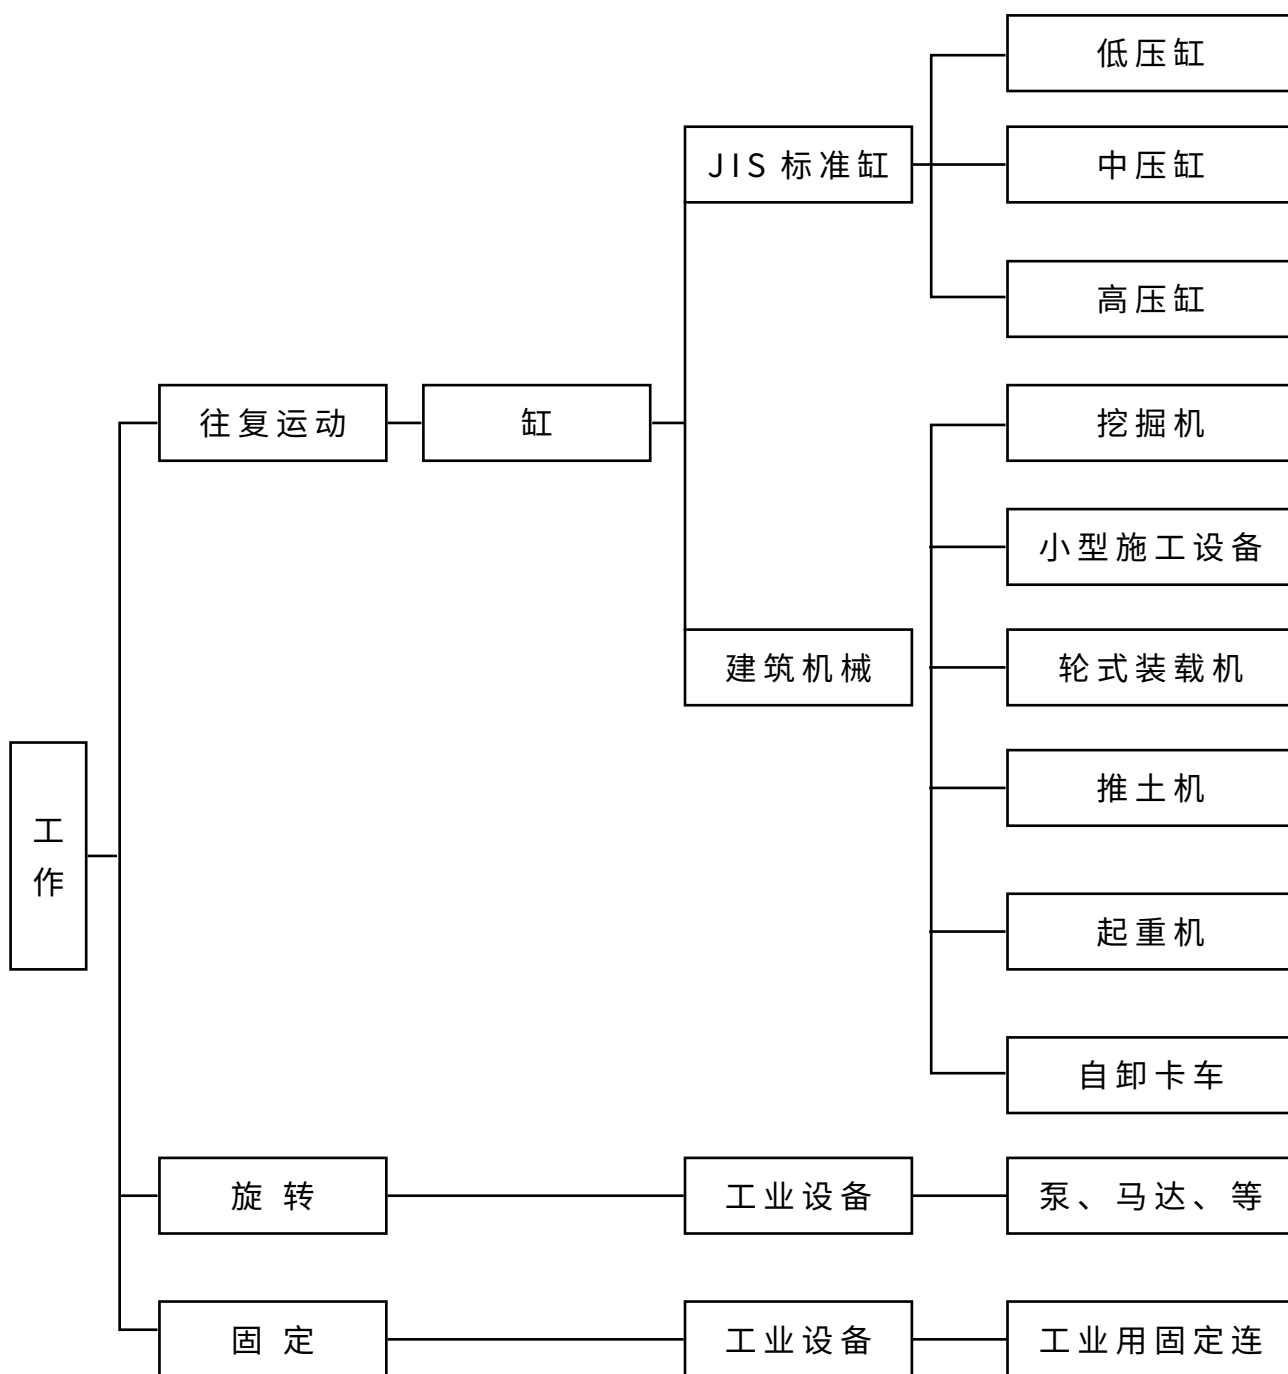 低压缸
JIS 标准缸
中压缸
高压缸
往复运动
缸
挖掘机
小型施工设备
建筑机械
轮式装载机
工
作
推土机
起重机
自卸卡车
旋 转
工业设备
泵、马达、等
固 定
工业设备
工业用固定连